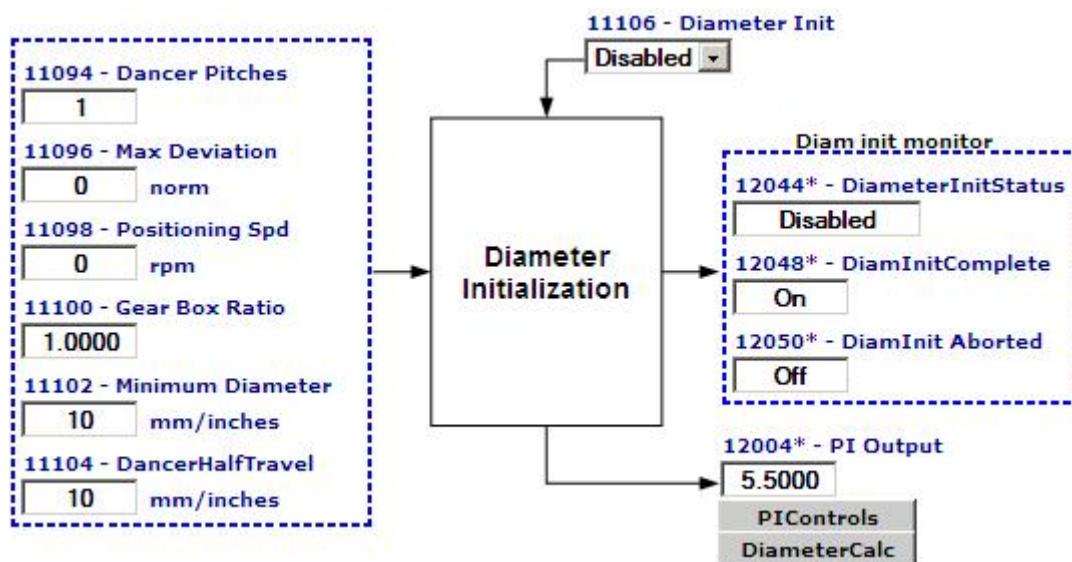 11106 - Diameter Init
Disabled
11094 - Dancer Pitches
1
11096 - Max Deviation
0 norm
11098 - Positioning Spd
0 rpm
11100 - Gear Box Ratio
1.0000
11102 - Minimum Diameter
10 mm/inches
11104 - DancerHalfTravel
10 mm/inches
Diameter
Initialization
Diam init monitor
12044* - DiameterInitStatus
Disabled
12048* - DiamInitComplete
On
12050* - DiamInit Aborted
Off
12004* - PI Output
5.5000
PIControls
DiameterCalc